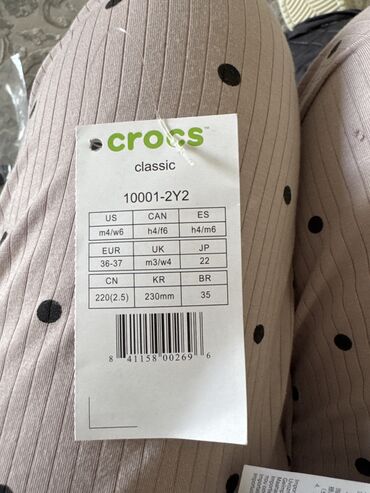 crocs™
classic
10001-2Y2
US CAN ES
m4/w6 h4/f6 h4/m6
EUR UK JP
36-37 m3/w4 22
CN KR BR
220(2.5) 230mm 35
8 41158 00269 6